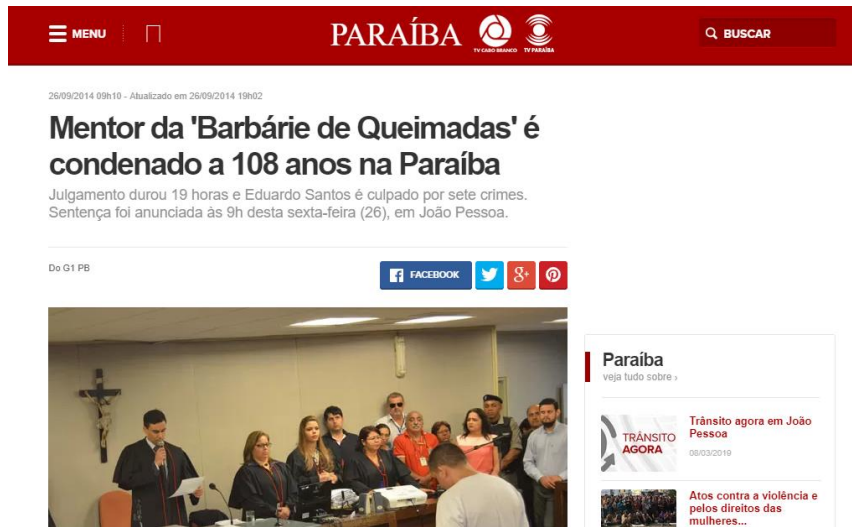 MENU
PARAÍBA
TV CABO BRANCO
TV PARAÍBA
BUSCAR
26/09/2014 09h10 - Atualizado em 26/09/2014 19h02
Mentor da 'Barbárie de Queimadas' é
condenado a 108 anos na Paraíba
Julgamento durou 19 horas e Eduardo Santos é culpado por sete crimes.
Sentença foi anunciada às 9h desta sexta-feira (26), em João Pessoa.
Do G1 PB
FACEBOOK
8+
Paraíba
veja tudo sobre ›
TRÂNSITO
AGORA
Trânsito agora em João
Pessoa
08/03/2019
Atos contra a violência e
pelos direitos das
mulheres...